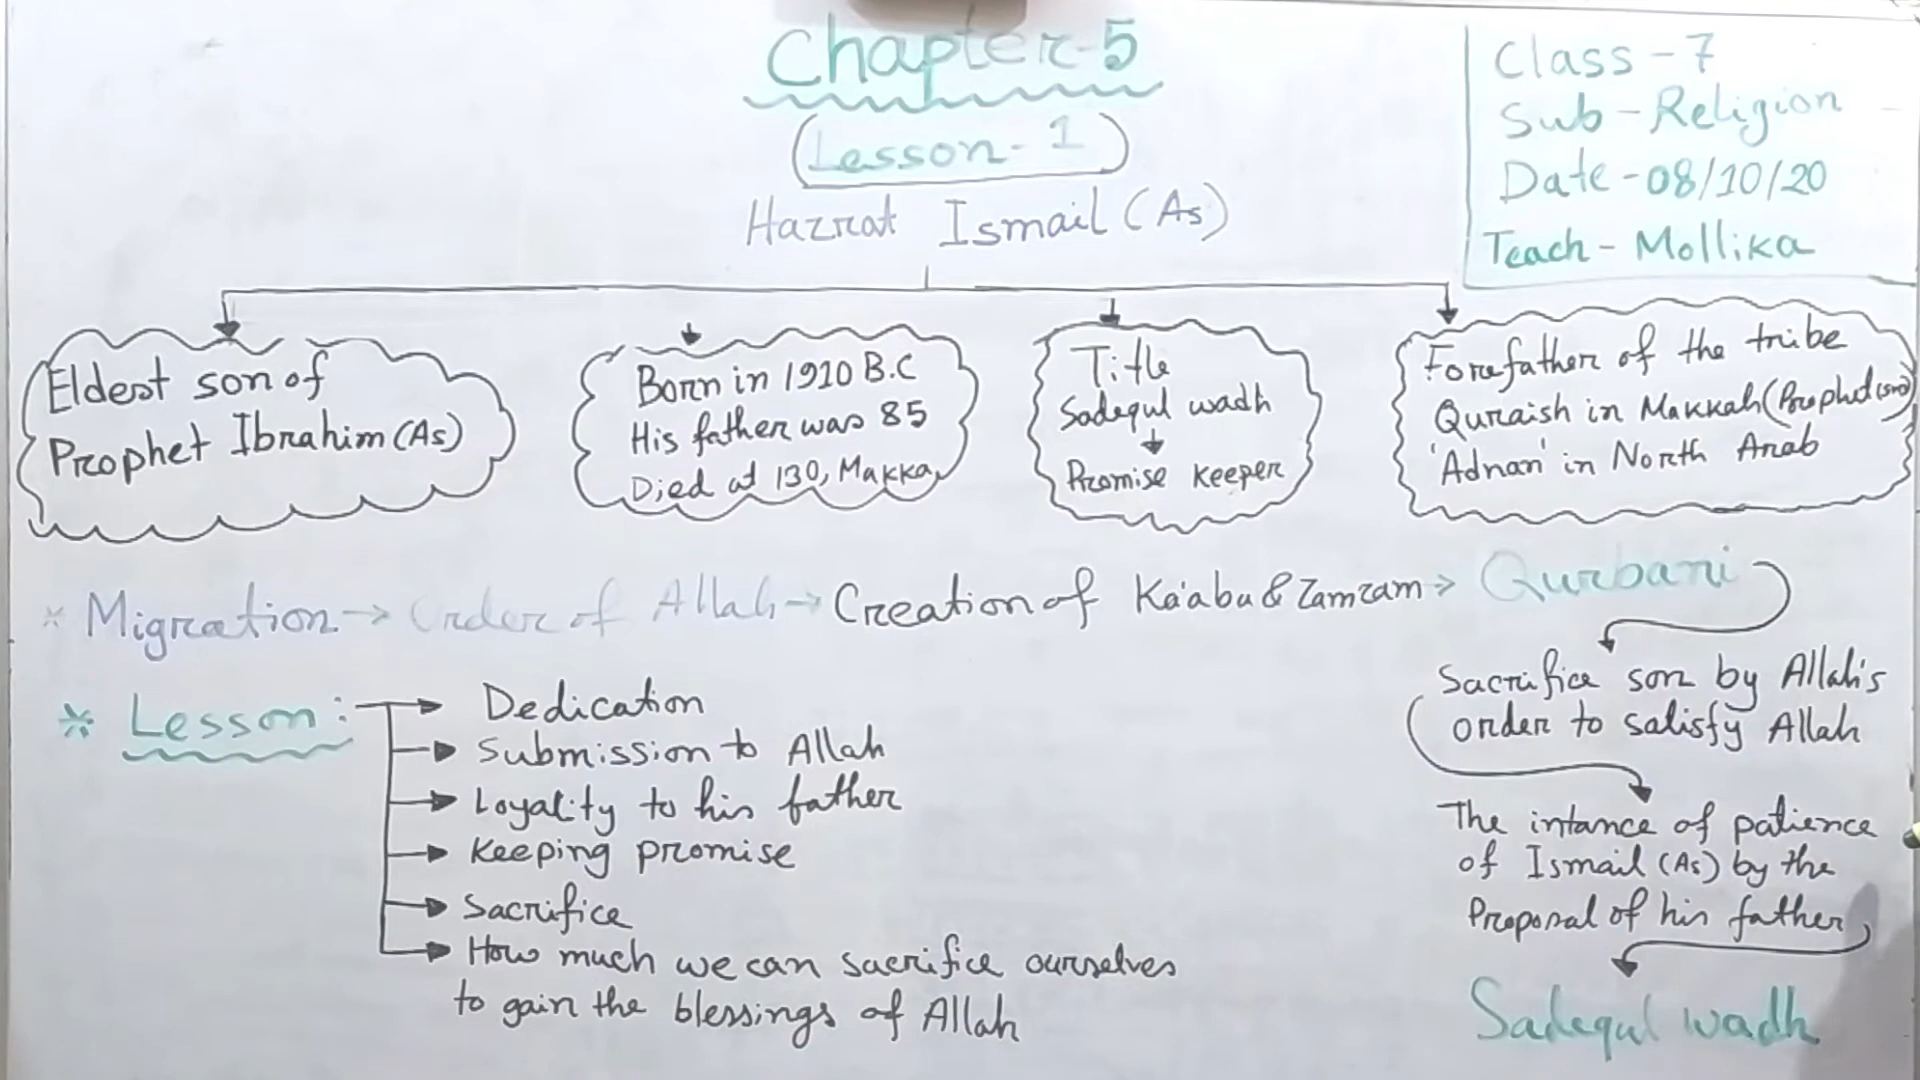 Chapter-5
(Lesson-1)
Hazrat Ismail (As)
Class-7
Sub-Religion
Date-08/10/20
Teach-Mollika
Eldest son of
Prophet Ibrahim (As)
Born in 1910 B.C
His father was 85
Died at 130, Makka,
Title
Sadequl wadh
Promise keeper
Forefather of the tribe
Quraish in Makkah (Prophet
'Adnan' in North Arab
* Migration → Order of Allah → Creation of Ka'aba & Zamzam → Qurbani
Sacrifice son by Allah's
order to satisfy Allah
The intance of patience
of Ismail (As) by the
Proposal of his father
Sadequl wadh
* Lesson:
Dedication
Submission to Allah
Loyality to his father
Keeping promise
Sacrifice
How much we can sacrifice ourselves
to gain the blessings of Allah